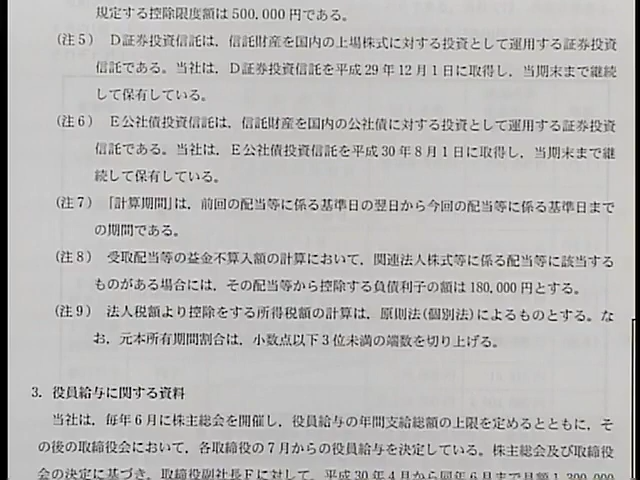 規定する控除限度額は500,000円である。
(注5) D証券投資信託は，信託財産を国内の上場株式に対する投資として運用する証券投資
信託である。当社は，D証券投資信託を平成29年12月1日に取得し，当期末まで継続
して保有している。
(注6) E公社債投資信託は，信託財産を国内の公社債に対する投資として運用する証券投資
信託である。当社は，E公社債投資信託を平成30年8月1日に取得し，当期末まで継
続して保有している。
(注7) 「計算期間」は，前回の配当等に係る基準日の翌日から今回の配当等に係る基準日まで
の期間である。
(注8) 受取配当等の益金不算入額の計算において，関連法人株式等に係る配当等に該当する
ものがある場合には，その配当等から控除する負債利子の額は180,000円とする。
(注9) 法人税額より控除をする所得税額の計算は，原則法(個別法)によるものとする。な
お，元本所有期間割合は，小数点以下3位未満の端数を切り上げる。
3. 役員給与に関する資料
当社は，毎年6月に株主総会を開催し，役員給与の年間支給総額の上限を定めるとともに，そ
の後の取締役会において，各取締役の7月からの役員給与を決定している。株主総会及び取締役
会の決定に基づき，取締役副社長Fに対して，平成30年4月から同年6月まで月額1,300,000